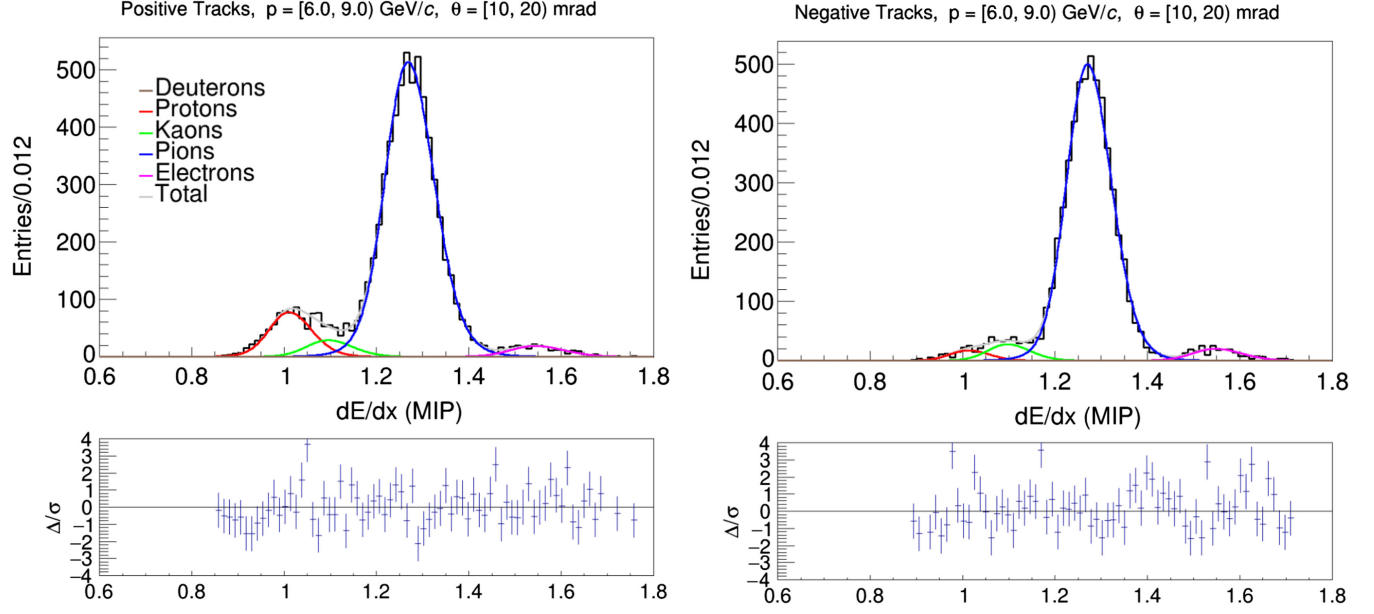 Positive Tracks, p = [6.0, 9.0) GeV/c, θ = [10, 20) mrad
Entries/0.012
500
400
300
200
100
0
Deuterons
Protons
Kaons
Pions
Electrons
Total
0.6 0.8 1 1.2 1.4 1.6 1.8
dE/dx (MIP)
Δ/σ
4
3
2
1
0
−1
−2
−3
−4
0.6 0.8 1 1.2 1.4 1.6 1.8
Negative Tracks, p = [6.0, 9.0) GeV/c, θ = [10, 20) mrad
Entries/0.012
500
400
300
200
100
0
0.6 0.8 1 1.2 1.4 1.6 1.8
dE/dx (MIP)
Δ/σ
4
3
2
1
0
−1
−2
−3
−4
0.6 0.8 1 1.2 1.4 1.6 1.8